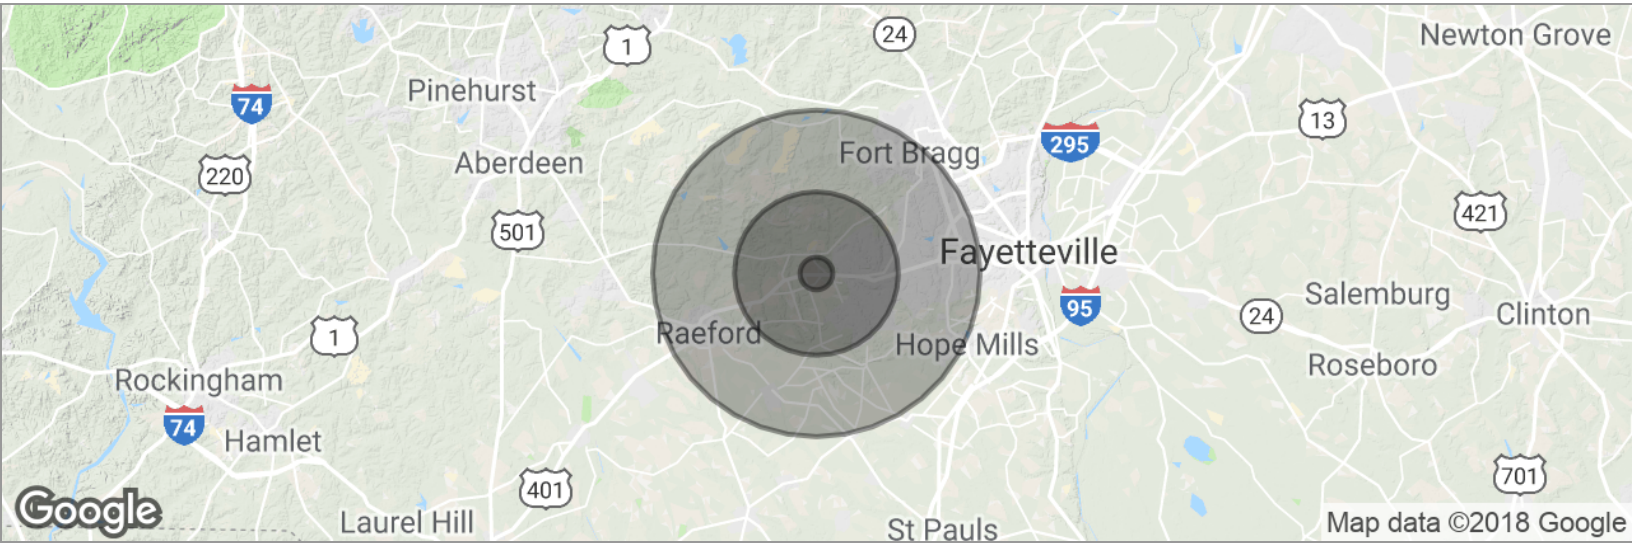 Newton Grove
24
1
Pinehurst
74
13
295
Fort Bragg
Aberdeen
220
421
501
Fayetteville
Salemburg
95
24
Clinton
Raeford
1
Hope Mills
Roseboro
Rockingham
74
Hamlet
701
401
Google
Laurel Hill
St Pauls
Map data ©2018 Google